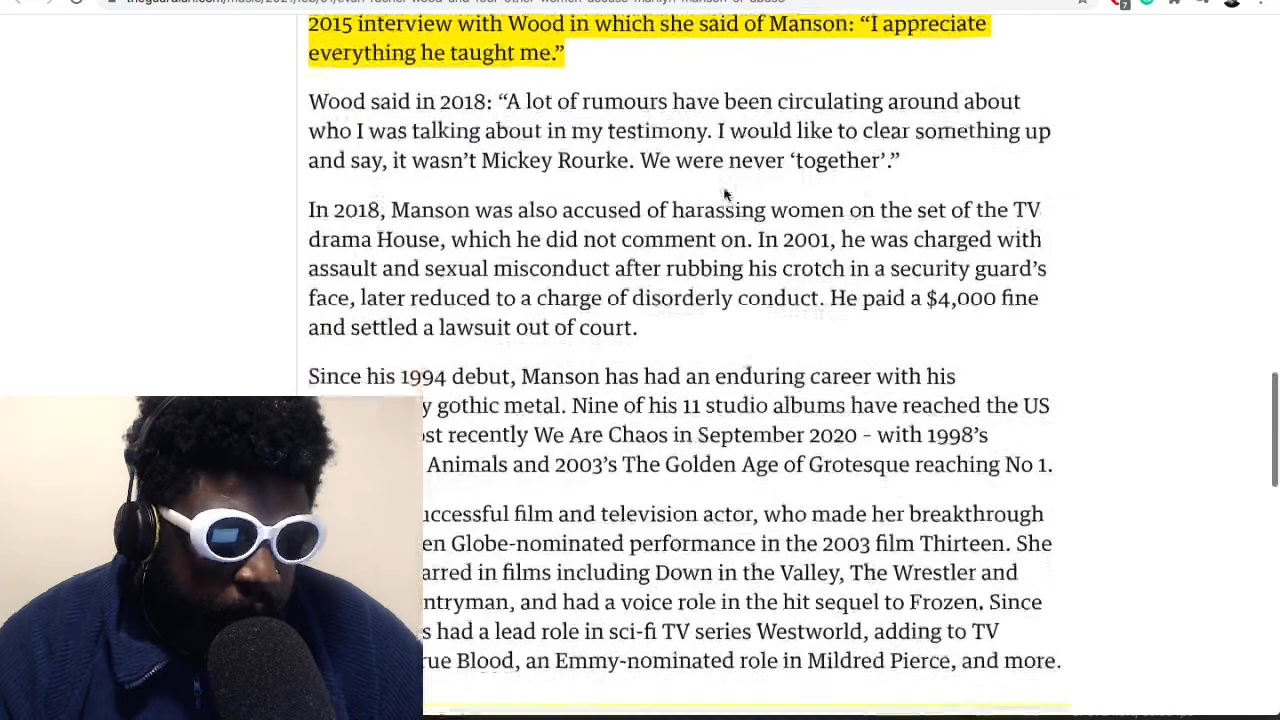 2015 interview with Wood in which she said of Manson: “I appreciate
everything he taught me.”
Wood said in 2018: “A lot of rumours have been circulating around about
who I was talking about in my testimony. I would like to clear something up
and say, it wasn’t Mickey Rourke. We were never ‘together’.”
In 2018, Manson was also accused of harassing women on the set of the TV
drama House, which he did not comment on. In 2001, he was charged with
assault and sexual misconduct after rubbing his crotch in a security guard’s
face, later reduced to a charge of disorderly conduct. He paid a $4,000 fine
and settled a lawsuit out of court.
Since his 1994 debut, Manson has had an enduring career with his
gothic metal. Nine of his 11 studio albums have reached the US
recently We Are Chaos in September 2020 – with 1998’s
Animals and 2003’s The Golden Age of Grotesque reaching No 1.
film and television actor, who made her breakthrough
Globe-nominated performance in the 2003 film Thirteen. She
in films including Down in the Valley, The Wrestler and
and had a voice role in the hit sequel to Frozen. Since
had a lead role in sci-fi TV series Westworld, adding to TV
Blood, an Emmy-nominated role in Mildred Pierce, and more.